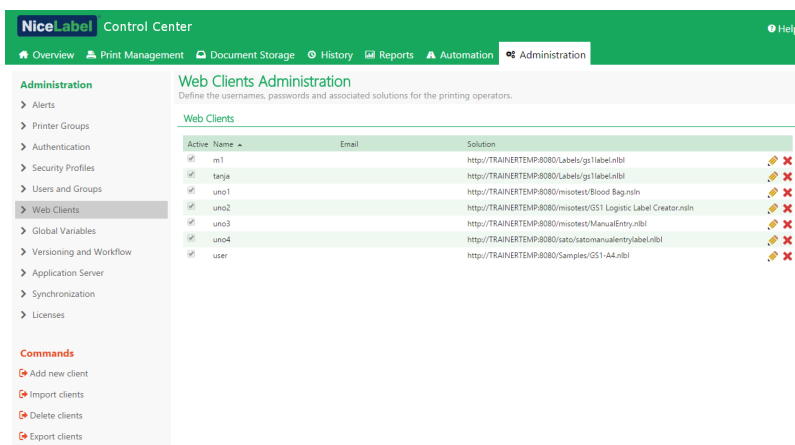 NiceLabel Control Center
Help
Overview Print Management Document Storage History Reports Automation Administration
Administration
Alerts
Printer Groups
Authentication
Security Profiles
Users and Groups
Web Clients
Global Variables
Versioning and Workflow
Application Server
Synchronization
Licenses
Commands
Add new client
Import clients
Delete clients
Export clients
Web Clients Administration
Define the usernames, passwords and associated solutions for the printing operators.
Web Clients
Active Name Email Solution
m1 http://TRAINERTEMP:8080/Labels/gs1label.nlbl
tanja http://TRAINERTEMP:8080/Labels/gs1label.nlbl
uno1 http://TRAINERTEMP:8080/misotest/Blood Bag.nsln
uno2 http://TRAINERTEMP:8080/misotest/GS1 Logistic Label Creator.nsln
uno3 http://TRAINERTEMP:8080/misotest/ManualEntry.nlbl
uno4 http://TRAINERTEMP:8080/sato/satomanualentrylabel.nlbl
user http://TRAINERTEMP:8080/Samples/GS1-A4.nlbl